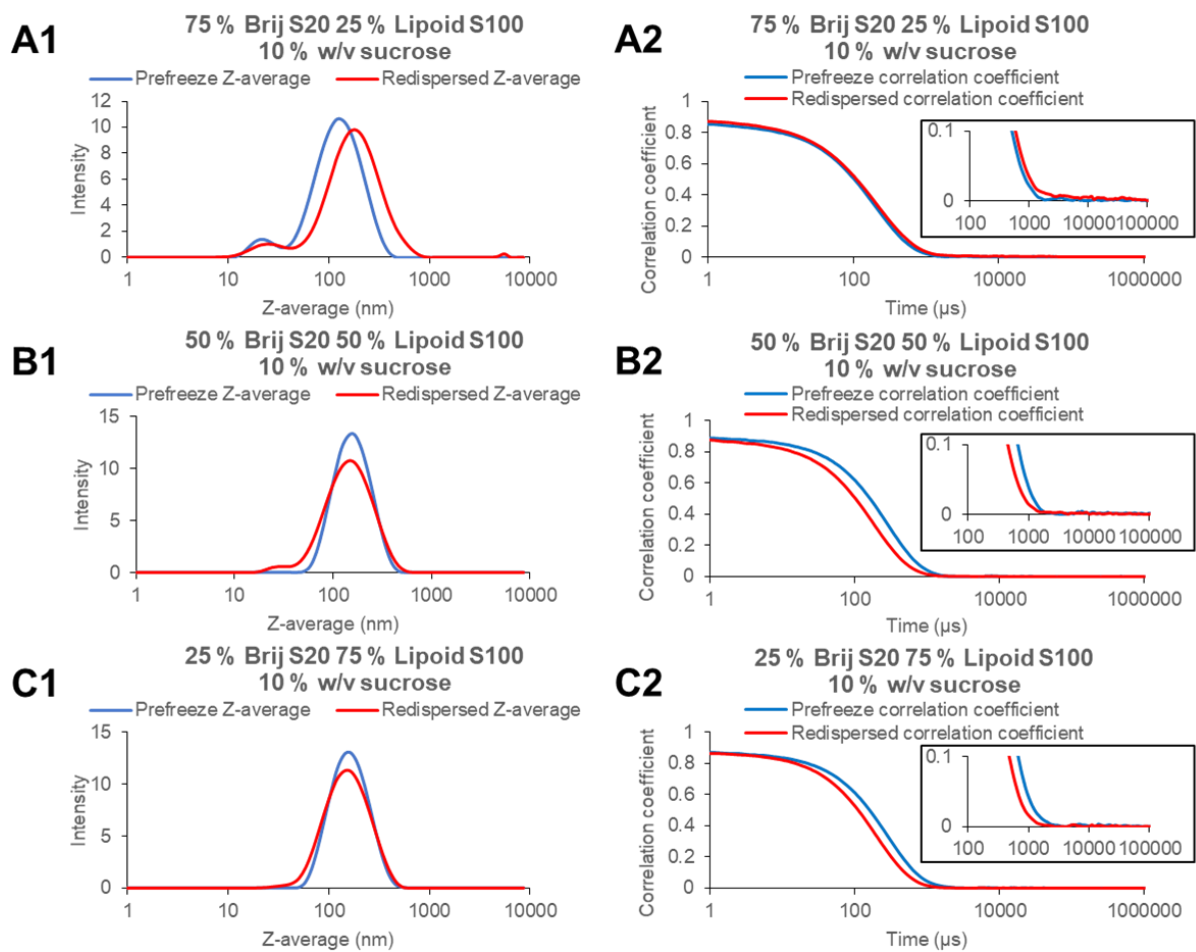 A1
75 % Brij S20 25 % Lipoid S100
10 % w/v sucrose
Prefreeze Z-average Redispersed Z-average
Intensity
12
10
8
6
4
2
0
1 10 100 1000 10000
Z-average (nm)
A2
75 % Brij S20 25 % Lipoid S100
10 % w/v sucrose
Prefreeze correlation coefficient
Redispersed correlation coefficient
Correlation coefficient
1
0.8
0.6
0.4
0.2
0
1 100 10000 1000000
Time (µs)
0.1
0
100 1000 10000 100000
B1
50 % Brij S20 50 % Lipoid S100
10 % w/v sucrose
Prefreeze Z-average Redispersed Z-average
Intensity
15
10
5
0
1 10 100 1000 10000
Z-average (nm)
B2
50 % Brij S20 50 % Lipoid S100
10 % w/v sucrose
Prefreeze correlation coefficient
Redispersed correlation coefficient
Correlation coefficient
1
0.8
0.6
0.4
0.2
0
1 100 10000 1000000
Time (µs)
0.1
0
100 1000 10000 100000
C1
25 % Brij S20 75 % Lipoid S100
10 % w/v sucrose
Prefreeze Z-average Redispersed Z-average
Intensity
15
10
5
0
1 10 100 1000 10000
Z-average (nm)
C2
25 % Brij S20 75 % Lipoid S100
10 % w/v sucrose
Prefreeze correlation coefficient
Redispersed correlation coefficient
Correlation coefficient
1
0.8
0.6
0.4
0.2
0
1 100 10000 1000000
Time (µs)
0.1
0
100 1000 10000 100000